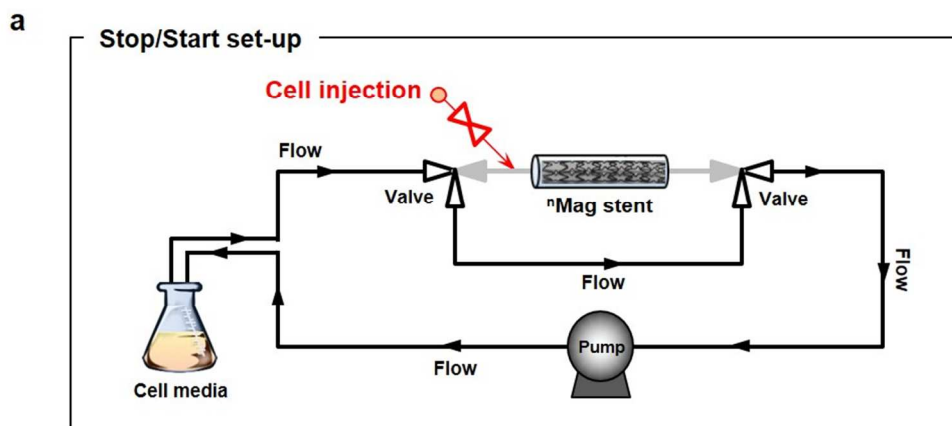 a
Stop/Start set-up
Cell injection
Flow
Valve
ⁿMag stent
Valve
Flow
Flow
Pump
Flow
Cell media